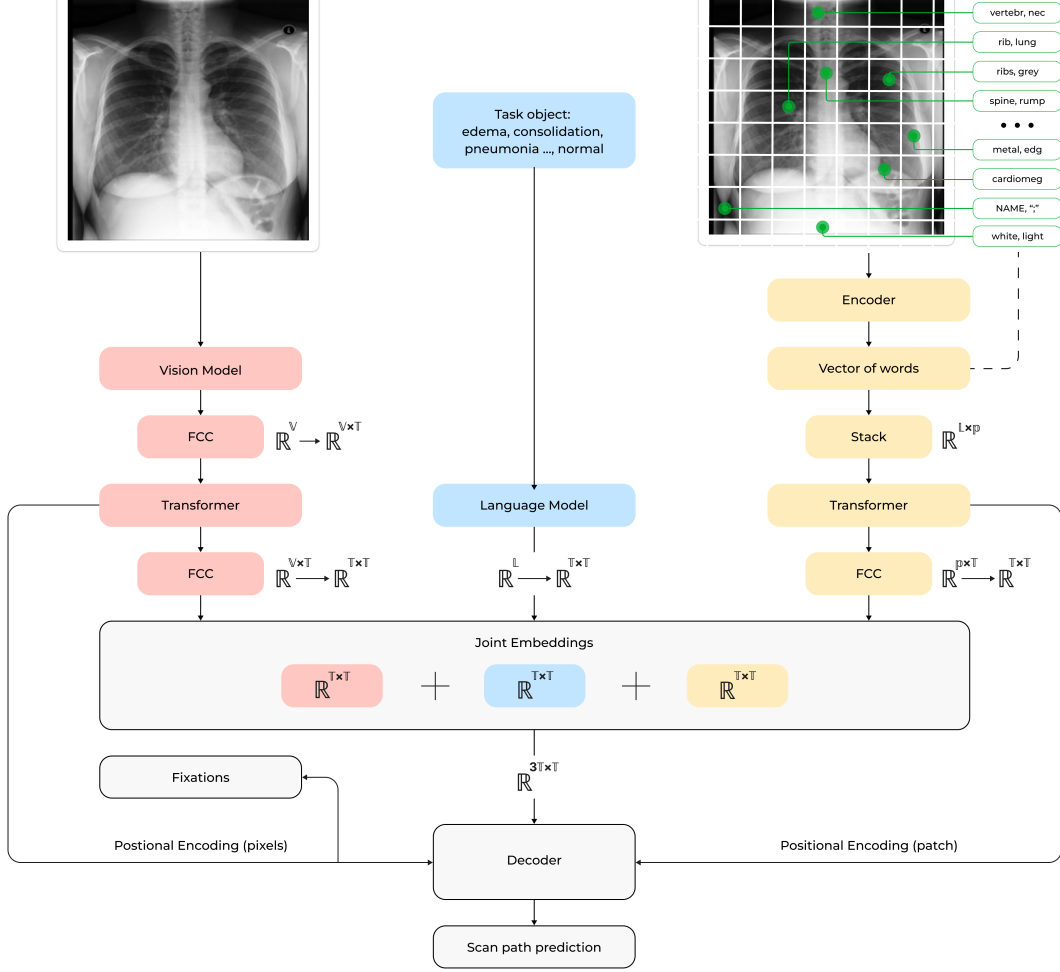 vertebr, nec
rib, lung
ribs, grey
spine, rump
• • •
metal, edg
cardiomeg
NAME, “;”
white, light
L
Task object:
edema, consolidation,
pneumonia ..., normal
Encoder
Vision Model
Vector of words
FCC
ℝ^𝕍 → ℝ^𝕍×𝕋
Stack
ℝ^𝕃×𝕡
Transformer
Language Model
Transformer
FCC
ℝ^𝕍×𝕋 → ℝ^𝕋×𝕋
ℝ^𝕃 → ℝ^𝕋×𝕋
FCC
ℝ^𝕡×𝕋 → ℝ^𝕋×𝕋
Joint Embeddings
ℝ^𝕋×𝕋 + ℝ^𝕋×𝕋 + ℝ^𝕋×𝕋
ℝ^3𝕋×𝕋
Fixations
Postional Encoding (pixels)
Decoder
Positional Encoding (patch)
Scan path prediction